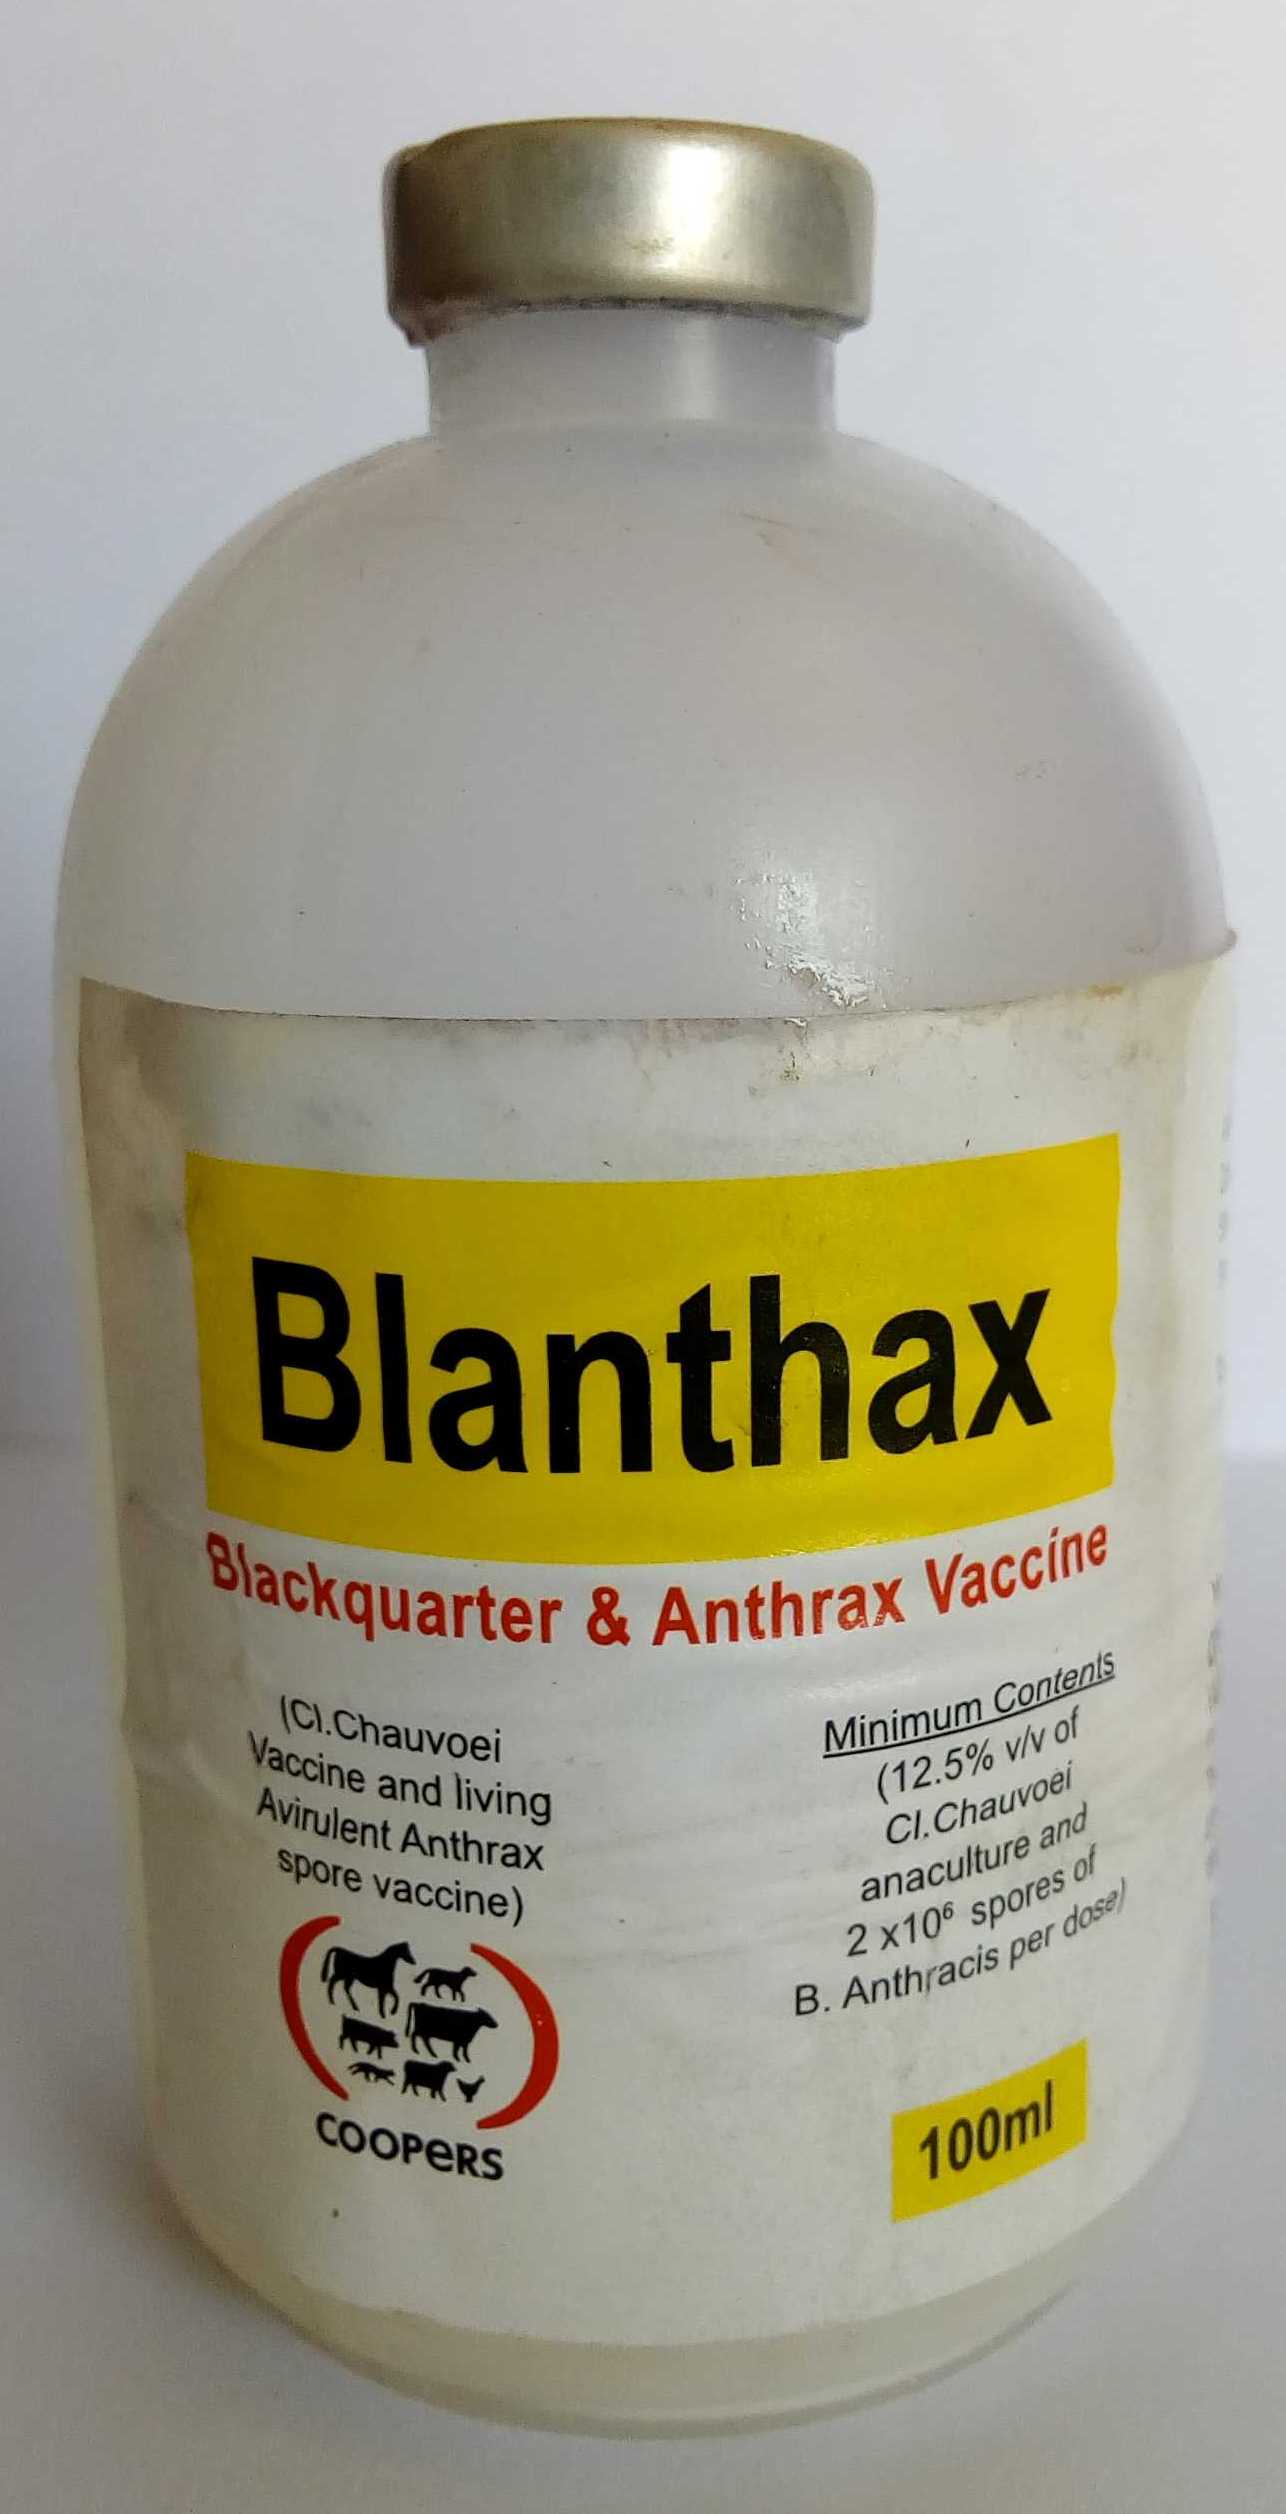 Blanthax
Blackquarter & Anthrax Vaccine
(Cl.Chauvoei
Vaccine and living
Avirulent Anthrax
spore vaccine)
COOPERS
Minimum Contents
(12.5% v/v of
Cl.Chauvoei
anaculture and
2 x10⁶ spores of
B. Anthracis per dose)
100ml